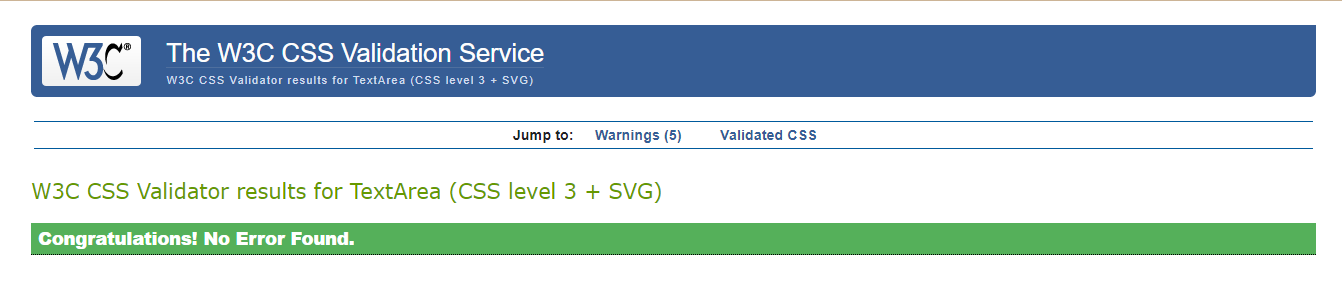 W3C®
The W3C CSS Validation Service
W3C CSS Validator results for TextArea (CSS level 3 + SVG)
Jump to: Warnings (5) Validated CSS
W3C CSS Validator results for TextArea (CSS level 3 + SVG)
Congratulations! No Error Found.